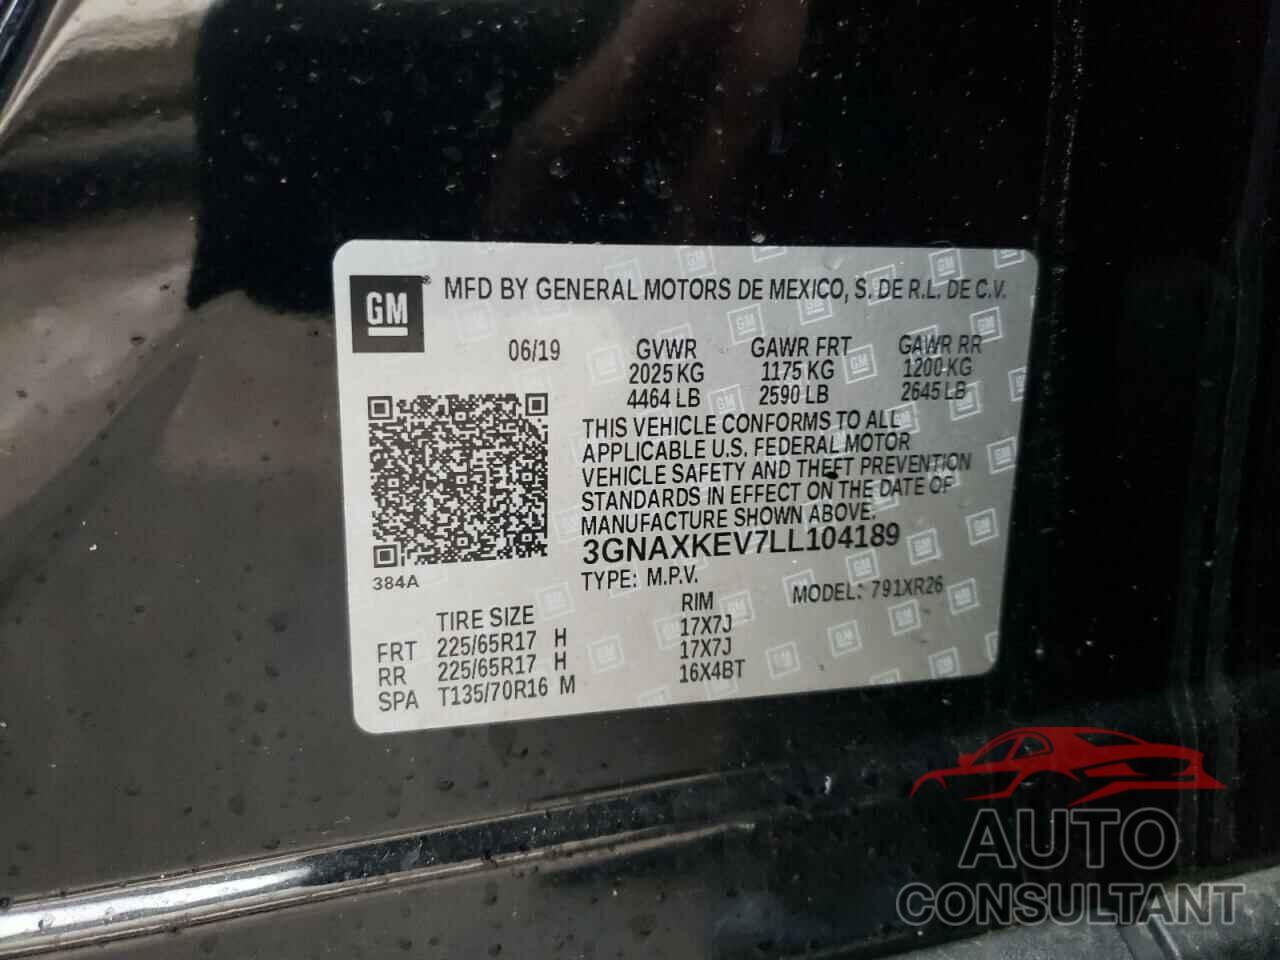 GM
MFD BY GENERAL MOTORS DE MEXICO, S. DE R.L. DE C.V.
06/19 GVWR GAWR FRT GAWR RR
2025 KG 1175 KG 1200 KG
4464 LB 2590 LB 2645 LB
THIS VEHICLE CONFORMS TO ALL
APPLICABLE U.S. FEDERAL MOTOR
VEHICLE SAFETY AND THEFT PREVENTION
STANDARDS IN EFFECT ON THE DATE OF
MANUFACTURE SHOWN ABOVE.
3GNAXKEV7LL104189
384A TYPE: M.P.V. MODEL: 791XR26
TIRE SIZE RIM
FRT 225/65R17 H 17X7J
RR 225/65R17 H 17X7J
SPA T135/70R16 M 16X4BT
AUTO
CONSULTANT